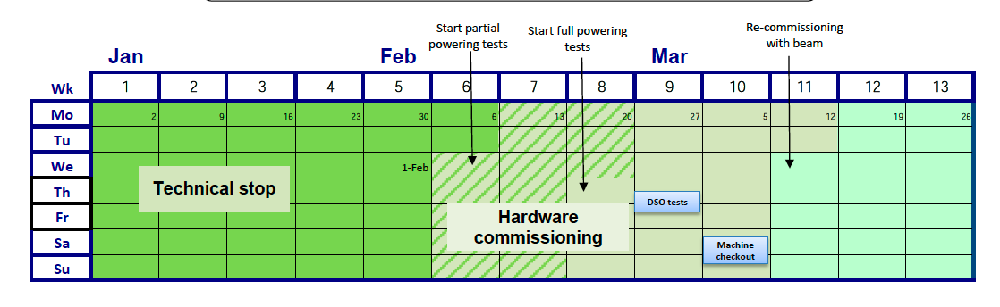 Start partial
powering tests
Start full powering
tests
Re-commissioning
with beam
Jan Feb Mar
Wk 1 2 3 4 5 6 7 8 9 10 11 12 13
Mo 2 9 16 23 30 6 13 20 27 5 12 19 26
Tu
We 1-Feb
Th
Technical stop
DSO tests
Fr
Hardware
commissioning
Sa
Machine
checkout
Su